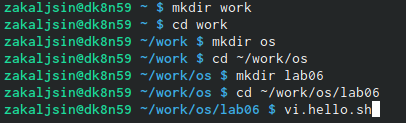 zakaljsin@dk8n59 ~ $ mkdir work
zakaljsin@dk8n59 ~ $ cd work
zakaljsin@dk8n59 ~/work $ mkdir os
zakaljsin@dk8n59 ~/work $ cd ~/work/os
zakaljsin@dk8n59 ~/work/os $ mkdir lab06
zakaljsin@dk8n59 ~/work/os $ cd ~/work/os/lab06
zakaljsin@dk8n59 ~/work/os/lab06 $ vi.hello.sh